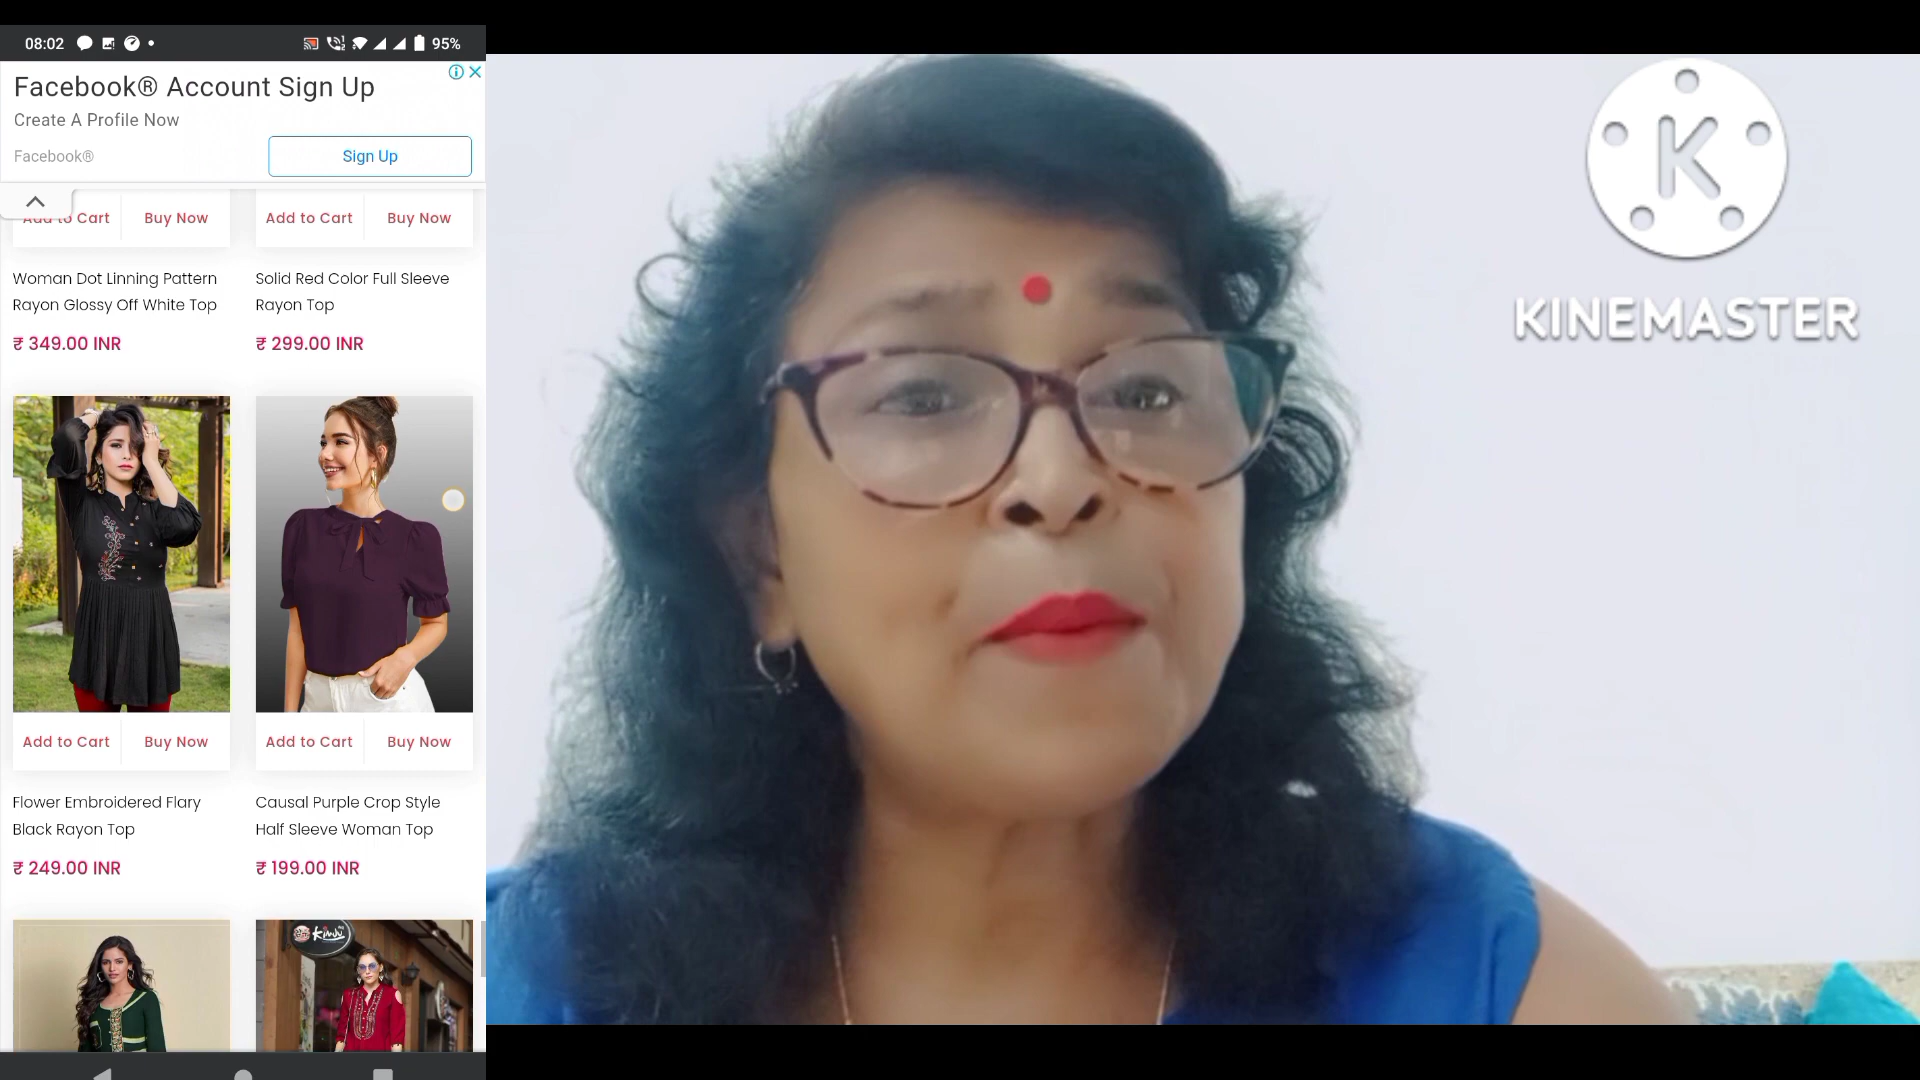 08:02
95%
Facebook® Account Sign Up
Create A Profile Now
Facebook®
Sign Up
Add to Cart
Buy Now
Add to Cart
Buy Now
Woman Dot Linning Pattern
Rayon Glossy Off White Top
₹ 349.00 INR
Solid Red Color Full Sleeve
Rayon Top
₹ 299.00 INR
Add to Cart
Buy Now
Add to Cart
Buy Now
Flower Embroidered Flary
Black Rayon Top
₹ 249.00 INR
Causal Purple Crop Style
Half Sleeve Woman Top
₹ 199.00 INR
K
KINEMASTER